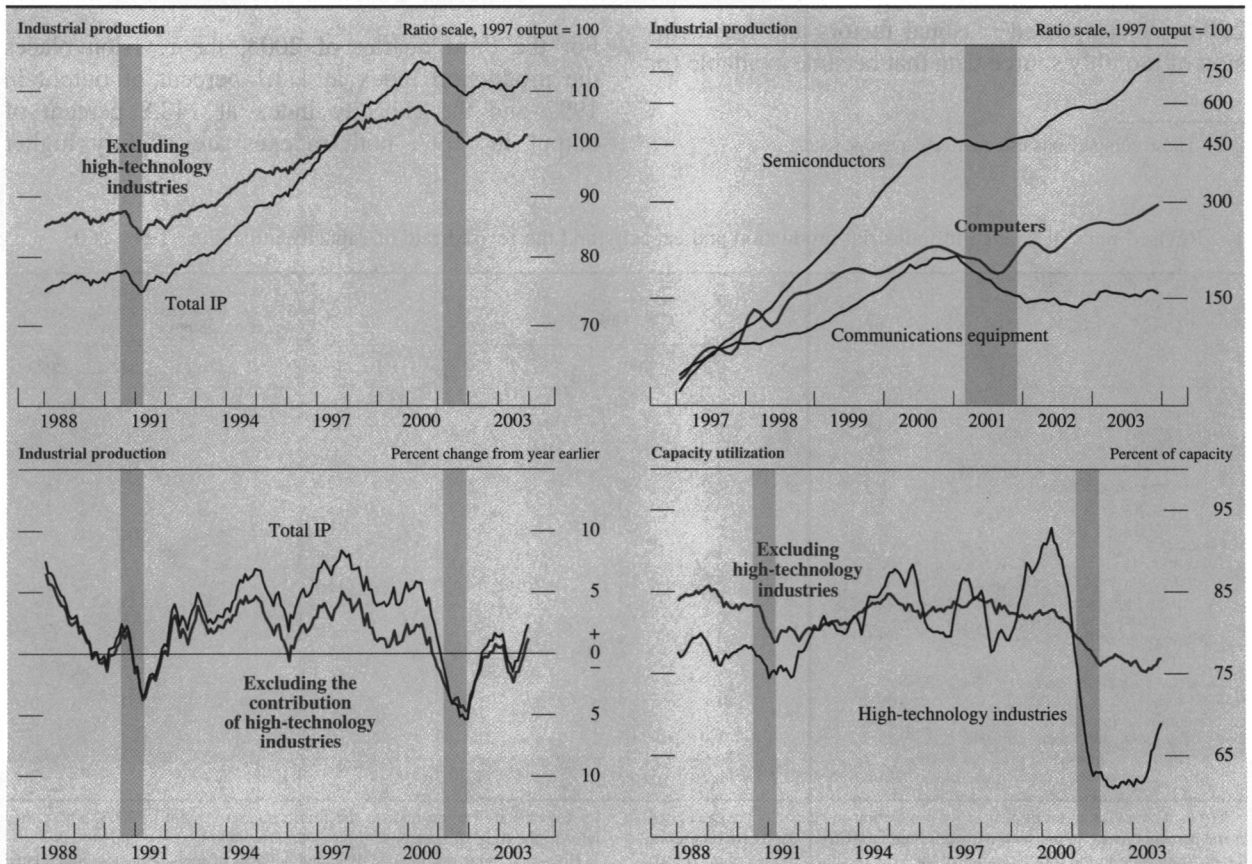 Industrial production
Ratio scale, 1997 output = 100
110
100
90
80
70
Excluding
high-technology
industries
Total IP
1988 1991 1994 1997 2000 2003
Industrial production
Ratio scale, 1997 output = 100
750
600
450
300
150
Semiconductors
Computers
Communications equipment
1997 1998 1999 2000 2001 2002 2003
Industrial production
Percent change from year earlier
10
5
+
0
−
5
10
Total IP
Excluding the
contribution
of high-technology
industries
1988 1991 1994 1997 2000 2003
Capacity utilization
Percent of capacity
95
85
75
65
Excluding
high-technology
industries
High-technology industries
1988 1991 1994 1997 2000 2003